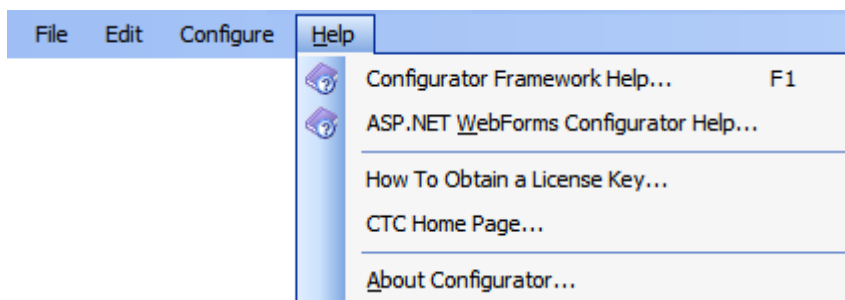 File Edit Configure Help
Configurator Framework Help... F1
ASP.NET WebForms Configurator Help...
How To Obtain a License Key...
CTC Home Page...
About Configurator...